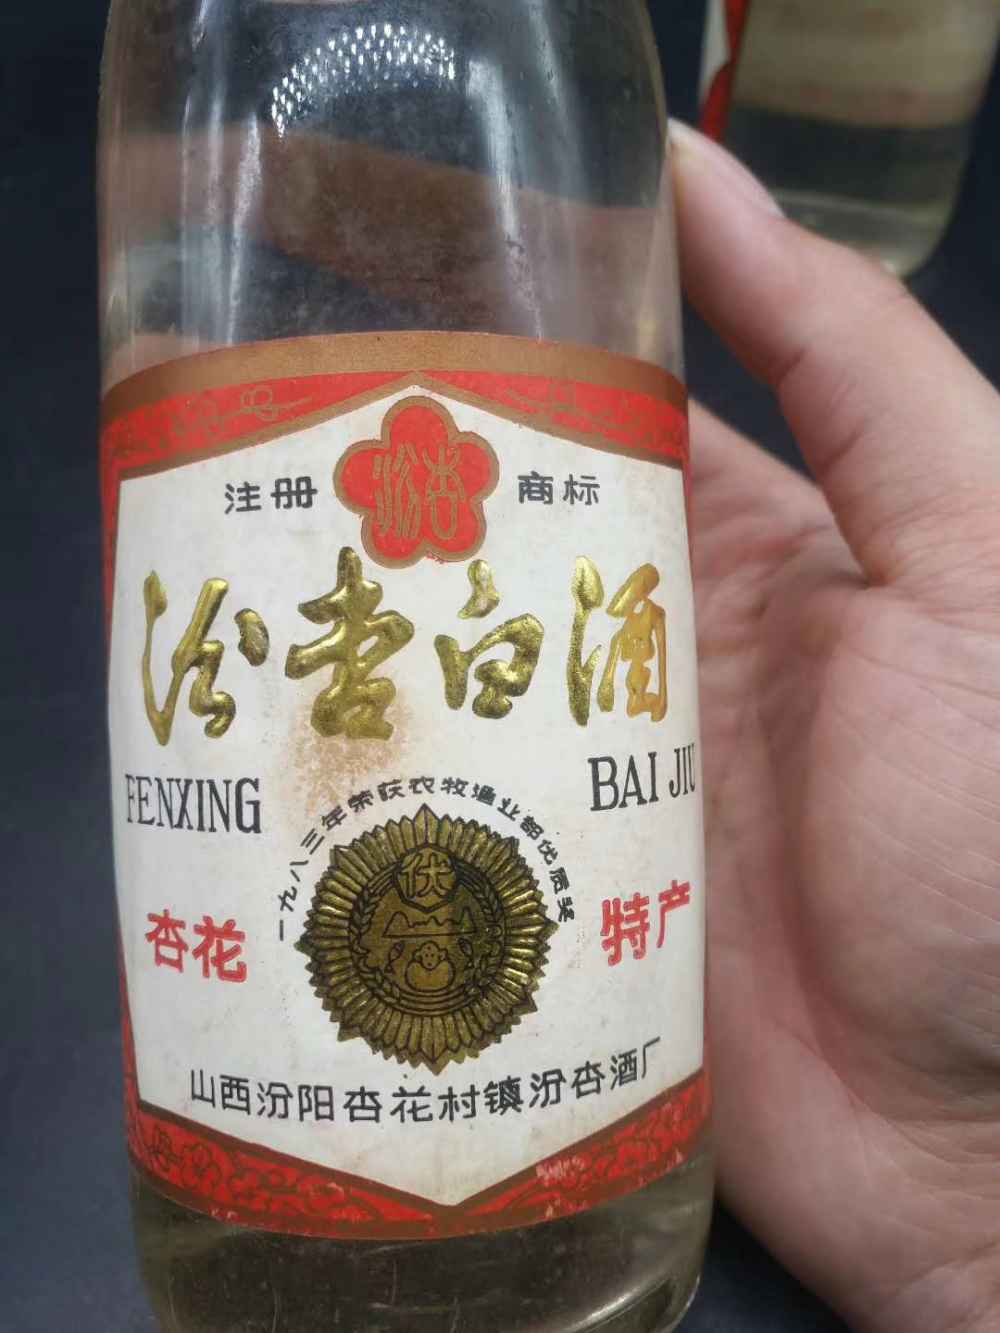 注册 汾杏 商标
汾杏白酒
FENXING BAI JIU
一九八三年荣获农牧渔业部优质奖
优
杏花 特产
山西汾阳杏花村镇汾杏酒厂